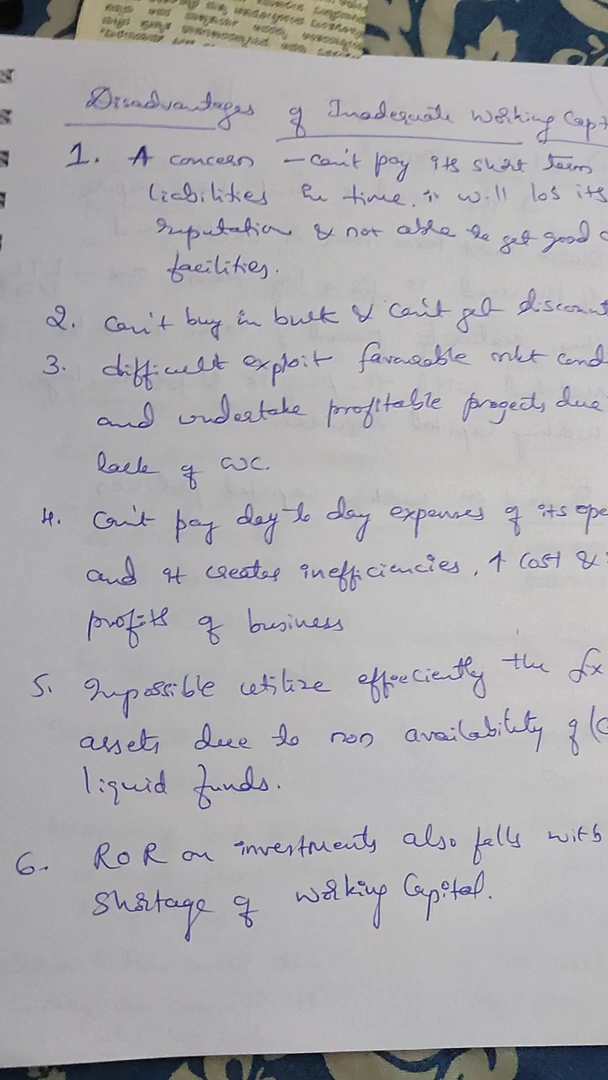 Disadvantages of Inadequate Working Cap
1. A concern - can't pay its short term
liabilities in time, it will los its
reputation & not able to get good
facilities.
2. can't buy in bulk & can't get discount
3. difficult exploit favourable mkt cond
and undertake profitable progects due
lack of WC.
4. Can't pay day to day expenses of its ope
and it creates inefficiencies, ↑ cost &
profits of business
5. Impossible utilize effeciently the fx
assets due to non availability of
liquid funds.
6. ROR on investments also falls with
shortage of working Capital.